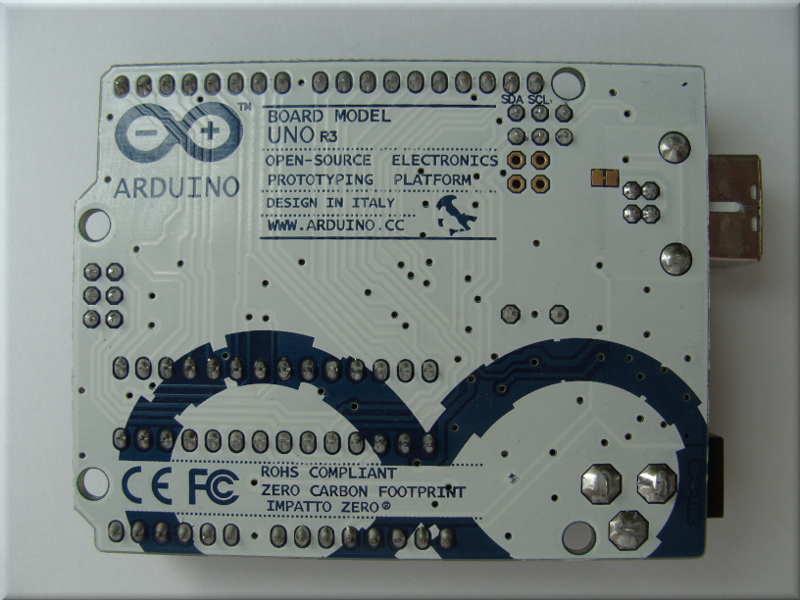 SDA SCL
™
BOARD MODEL
UNO R3
ARDUINO
OPEN-SOURCE ELECTRONICS
PROTOTYPING PLATFORM
DESIGN IN ITALY
WWW.ARDUINO.CC
CE FC
ROHS COMPLIANT
ZERO CARBON FOOTPRINT
IMPATTO ZERO®